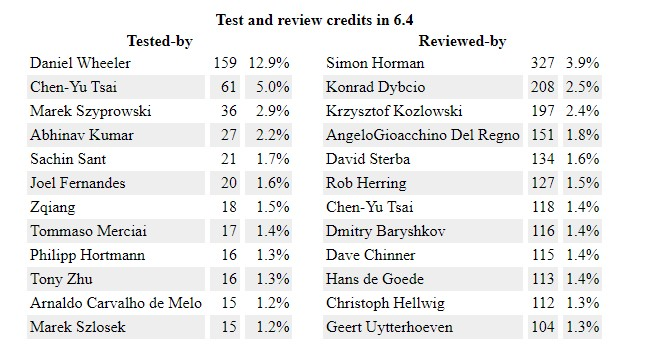 Test and review credits in 6.4
Tested-by Reviewed-by
Daniel Wheeler 159 12.9% Simon Horman 327 3.9%
Chen-Yu Tsai 61 5.0% Konrad Dybcio 208 2.5%
Marek Szyprowski 36 2.9% Krzysztof Kozlowski 197 2.4%
Abhinav Kumar 27 2.2% AngeloGioacchino Del Regno 151 1.8%
Sachin Sant 21 1.7% David Sterba 134 1.6%
Joel Fernandes 20 1.6% Rob Herring 127 1.5%
Zqiang 18 1.5% Chen-Yu Tsai 118 1.4%
Tommaso Merciai 17 1.4% Dmitry Baryshkov 116 1.4%
Philipp Hortmann 16 1.3% Dave Chinner 115 1.4%
Tony Zhu 16 1.3% Hans de Goede 113 1.4%
Arnaldo Carvalho de Melo 15 1.2% Christoph Hellwig 112 1.3%
Marek Szlosek 15 1.2% Geert Uytterhoeven 104 1.3%